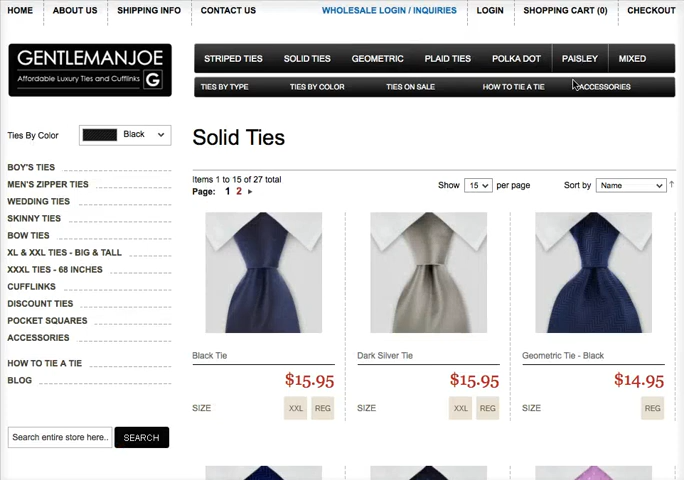 HOME ABOUT US SHIPPING INFO CONTACT US WHOLESALE LOGIN / INQUIRIES LOGIN SHOPPING CART (0) CHECKOUT
GENTLEMANJOE
Affordable Luxury Ties and Cufflinks G
STRIPED TIES SOLID TIES GEOMETRIC PLAID TIES POLKA DOT PAISLEY MIXED
TIES BY TYPE TIES BY COLOR TIES ON SALE HOW TO TIE A TIE ACCESSORIES
Ties By Color Black
BOY'S TIES
MEN'S ZIPPER TIES
WEDDING TIES
SKINNY TIES
BOW TIES
XL & XXL TIES - BIG & TALL
XXXL TIES - 68 INCHES
CUFFLINKS
DISCOUNT TIES
POCKET SQUARES
ACCESSORIES
HOW TO TIE A TIE
BLOG
Search entire store here.. SEARCH
Solid Ties
Items 1 to 15 of 27 total
Page: 1 2
Show 15 per page Sort by Name
Black Tie Dark Silver Tie Geometric Tie - Black
$15.95 $15.95 $14.95
SIZE XXL REG SIZE XXL REG SIZE REG